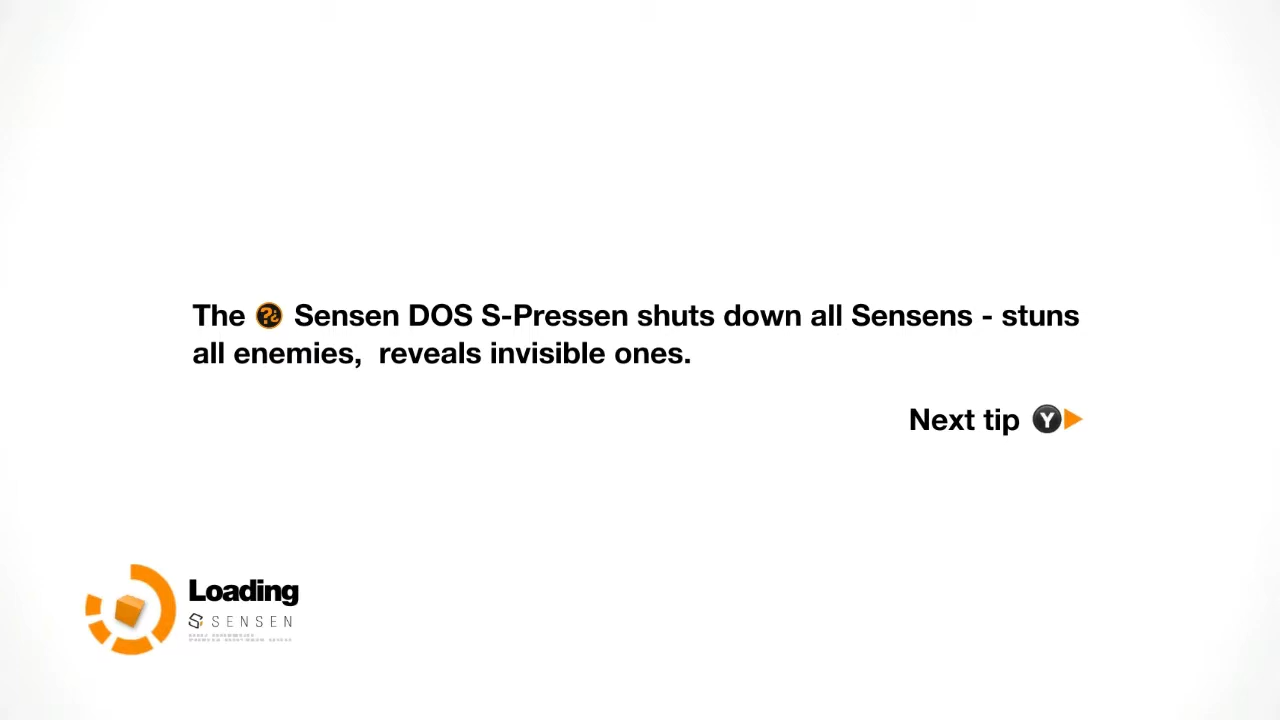 The Sensen DOS S-Pressen shuts down all Sensens - stuns
all enemies, reveals invisible ones.
Next tip Y
Loading
SENSEN